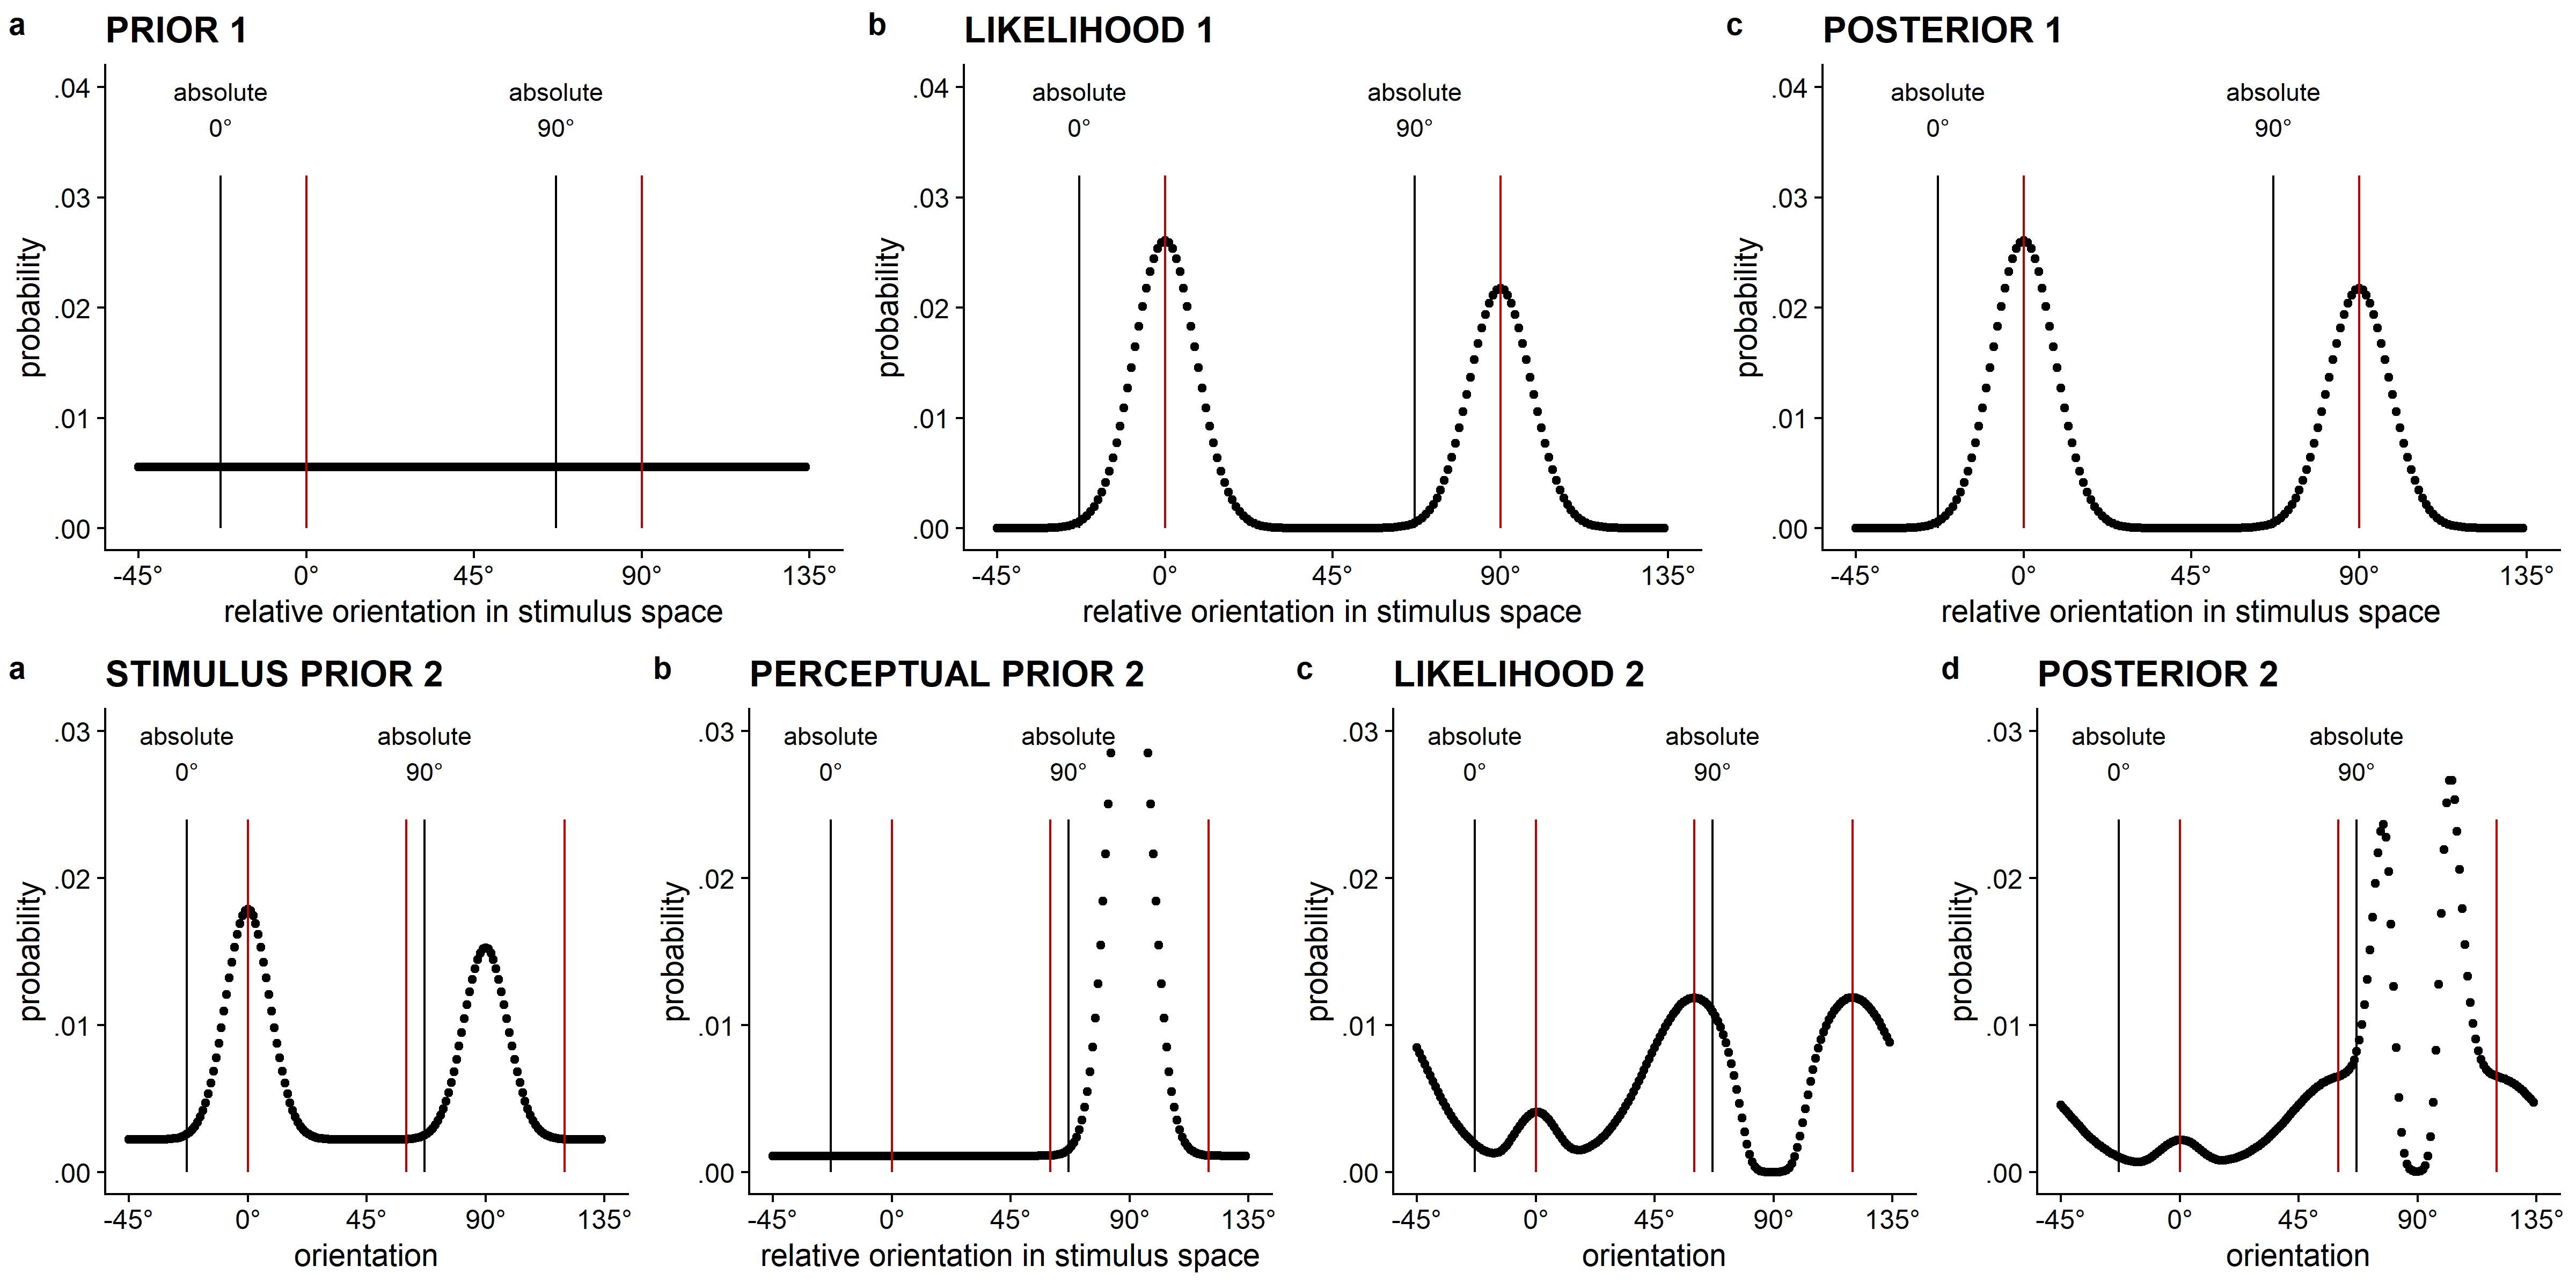 a PRIOR 1
.04
.03
.02
.01
.00
absolute
0°
absolute
90°
probability
-45° 0° 45° 90° 135°
relative orientation in stimulus space
b LIKELIHOOD 1
.04
.03
.02
.01
.00
absolute
0°
absolute
90°
probability
-45° 0° 45° 90° 135°
relative orientation in stimulus space
c POSTERIOR 1
.04
.03
.02
.01
.00
absolute
0°
absolute
90°
probability
-45° 0° 45° 90° 135°
relative orientation in stimulus space
a STIMULUS PRIOR 2
.03
.02
.01
.00
absolute
0°
absolute
90°
probability
-45° 0° 45° 90° 135°
orientation
b PERCEPTUAL PRIOR 2
.03
.02
.01
.00
absolute
0°
absolute
90°
probability
-45° 0° 45° 90° 135°
relative orientation in stimulus space
c LIKELIHOOD 2
.03
.02
.01
.00
absolute
0°
absolute
90°
probability
-45° 0° 45° 90° 135°
orientation
d POSTERIOR 2
.03
.02
.01
.00
absolute
0°
absolute
90°
probability
-45° 0° 45° 90° 135°
orientation